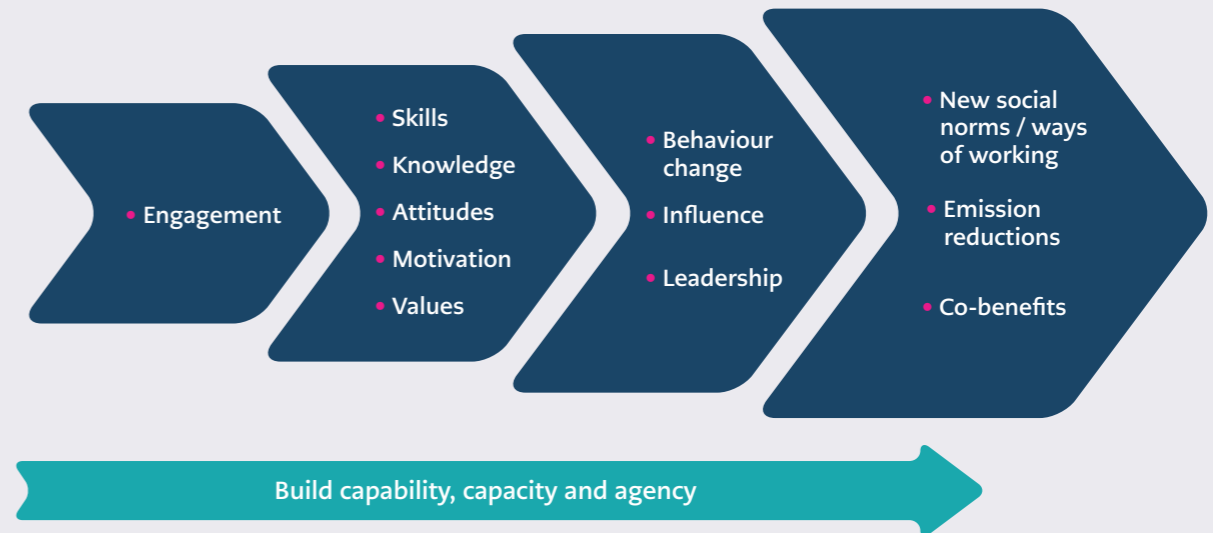 • Engagement
• Skills
• Knowledge
• Attitudes
• Motivation
• Values
• Behaviour
change
• Influence
• Leadership
• New social
norms / ways
of working
• Emission
reductions
• Co-benefits
Build capability, capacity and agency